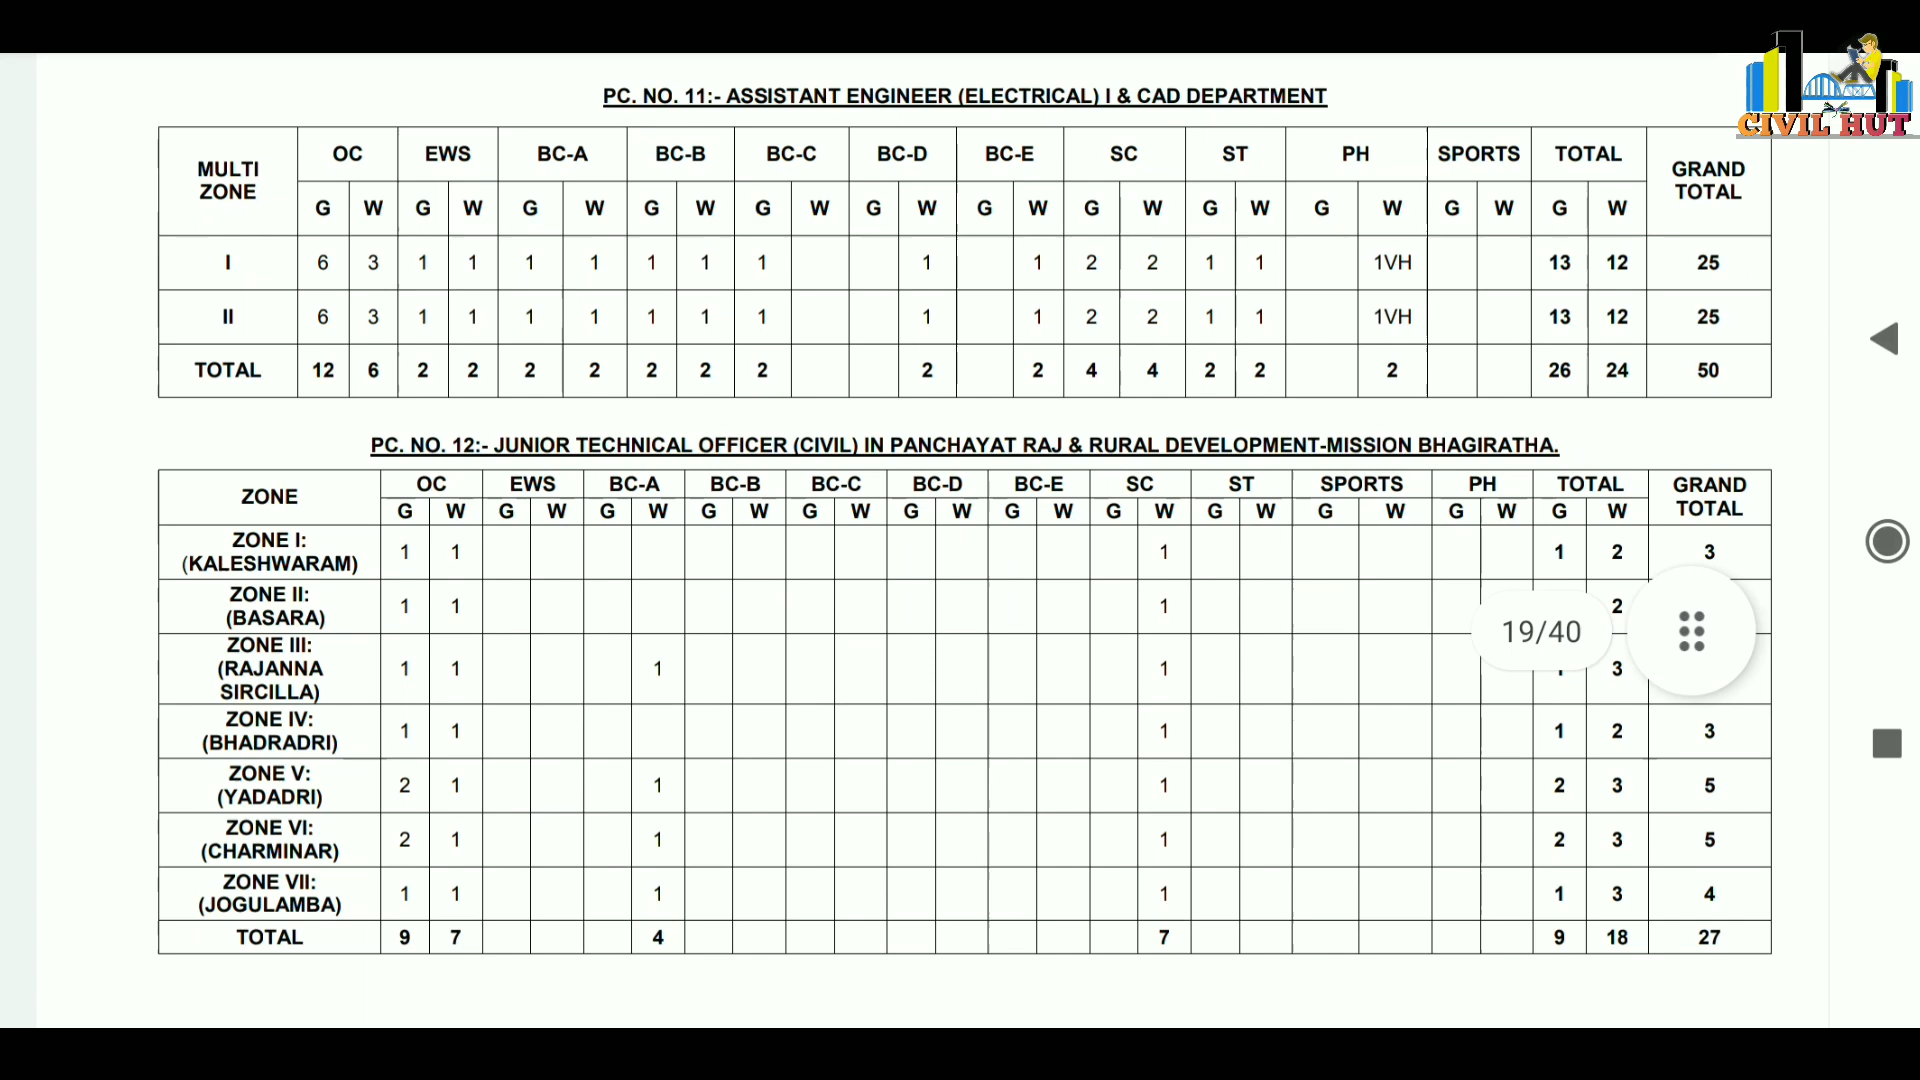 CIVIL HUT
PC. NO. 11:- ASSISTANT ENGINEER (ELECTRICAL) I & CAD DEPARTMENT
MULTI ZONE OC EWS BC-A BC-B BC-C BC-D BC-E SC ST PH SPORTS TOTAL GRAND TOTAL
G W G W G W G W G W G W G W G W G W G W G W G W
I 6 3 1 1 1 1 1 1 1 1 1 2 2 1 1 1VH 13 12 25
II 6 3 1 1 1 1 1 1 1 1 1 2 2 1 1 1VH 13 12 25
TOTAL 12 6 2 2 2 2 2 2 2 2 2 4 4 2 2 2 26 24 50
PC. NO. 12:- JUNIOR TECHNICAL OFFICER (CIVIL) IN PANCHAYAT RAJ & RURAL DEVELOPMENT-MISSION BHAGIRATHA.
ZONE OC EWS BC-A BC-B BC-C BC-D BC-E SC ST SPORTS PH TOTAL GRAND TOTAL
G W G W G W G W G W G W G W G W G W G W G W G W
ZONE I: (KALESHWARAM) 1 1 1 1 2 3
ZONE II: (BASARA) 1 1 1 2
19/40
ZONE III: (RAJANNA SIRCILLA) 1 1 1 1 3
ZONE IV: (BHADRADRI) 1 1 1 1 2 3
ZONE V: (YADADRI) 2 1 1 1 2 3 5
ZONE VI: (CHARMINAR) 2 1 1 1 2 3 5
ZONE VII: (JOGULAMBA) 1 1 1 1 1 3 4
TOTAL 9 7 4 7 9 18 27